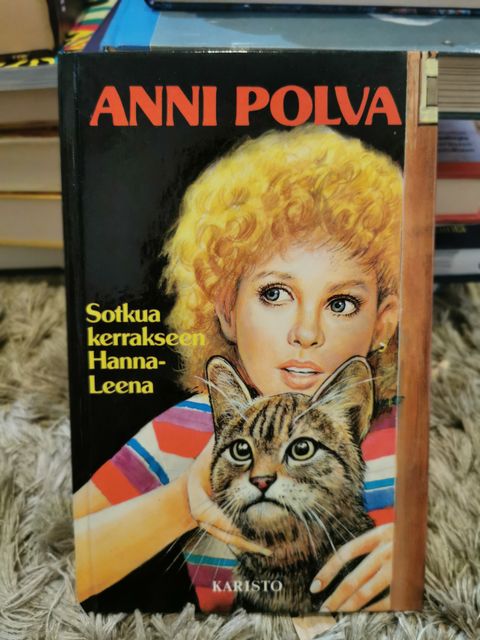 ANNI POLVA
Sotkua
kerrakseen
Hanna-
Leena
KARISTO